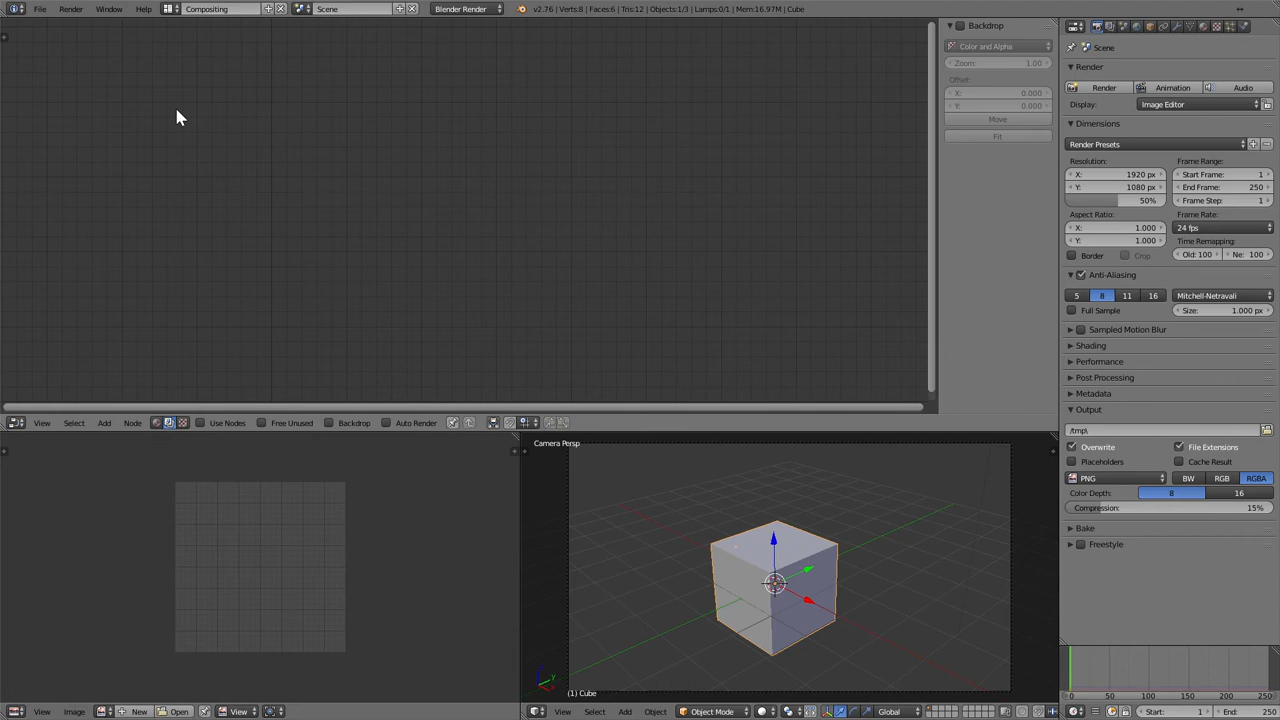 File Render Window Help Compositing Scene Blender Render v2.76 | Verts:8 | Faces:6 | Tris:12 | Objects:1/3 | Lamps:0/1 | Mem:16.97M | Cube
Backdrop
Color and Alpha
Zoom: 1.00
Offset:
X: 0.000
Y: 0.000
Move
Fit
Scene
Render
Render Animation Audio
Display: Image Editor
Dimensions
Render Presets
Resolution: Frame Range:
X: 1920 px Start Frame: 1
Y: 1080 px End Frame: 250
50% Frame Step: 1
Aspect Ratio: Frame Rate:
X: 1.000 24 fps
Y: 1.000 Time Remapping:
Border Crop Old: 100 Ne: 100
Anti-Aliasing
5 8 11 16 Mitchell-Netravali
Full Sample Size: 1.000 px
Sampled Motion Blur
Shading
Performance
Post Processing
Metadata
Output
/tmp\
Overwrite File Extensions
Placeholders Cache Result
PNG BW RGB RGBA
Color Depth: 8 16
Compression: 15%
Bake
Freestyle
View Select Add Node Use Nodes Free Unused Backdrop Auto Render
Camera Persp
(1) Cube
0 50 100 150 200 250
View Image New Open View
View Select Add Object Object Mode Global
Start: 1 End: 250